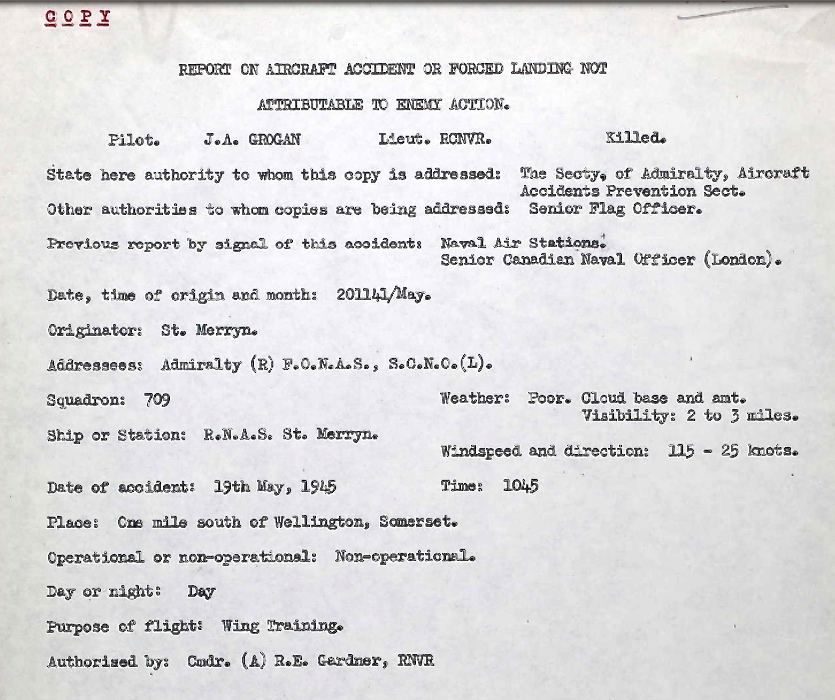 COPY
REPORT ON AIRCRAFT ACCIDENT OR FORCED LANDING NOT
ATTRIBUTABLE TO ENEMY ACTION.
Pilot. J.A. GROGAN Lieut. RCNVR. Killed.
State here authority to whom this copy is addressed: The Secty, of Admiralty, Aircraft
Accidents Prevention Sect.
Other authorities to whom copies are being addressed: Senior Flag Officer.
Previous report by signal of this accident: Naval Air Stations.
Senior Canadian Naval Officer (London).
Date, time of origin and month: 201141/May.
Originator: St. Merryn.
Addressees: Admiralty (R) F.O.N.A.S., S.C.N.O.(L).
Squadron: 709 Weather: Poor. Cloud base and amt.
Visibility: 2 to 3 miles.
Ship or Station: R.N.A.S. St. Merryn.
Windspeed and direction: 115 - 25 knots.
Date of accident: 19th May, 1945 Time: 1045
Place: One mile south of Wellington, Somerset.
Operational or non-operational: Non-operational.
Day or night: Day
Purpose of flight: Wing Training.
Authorised by: Cmdr. (A) R.E. Gardner, RNVR